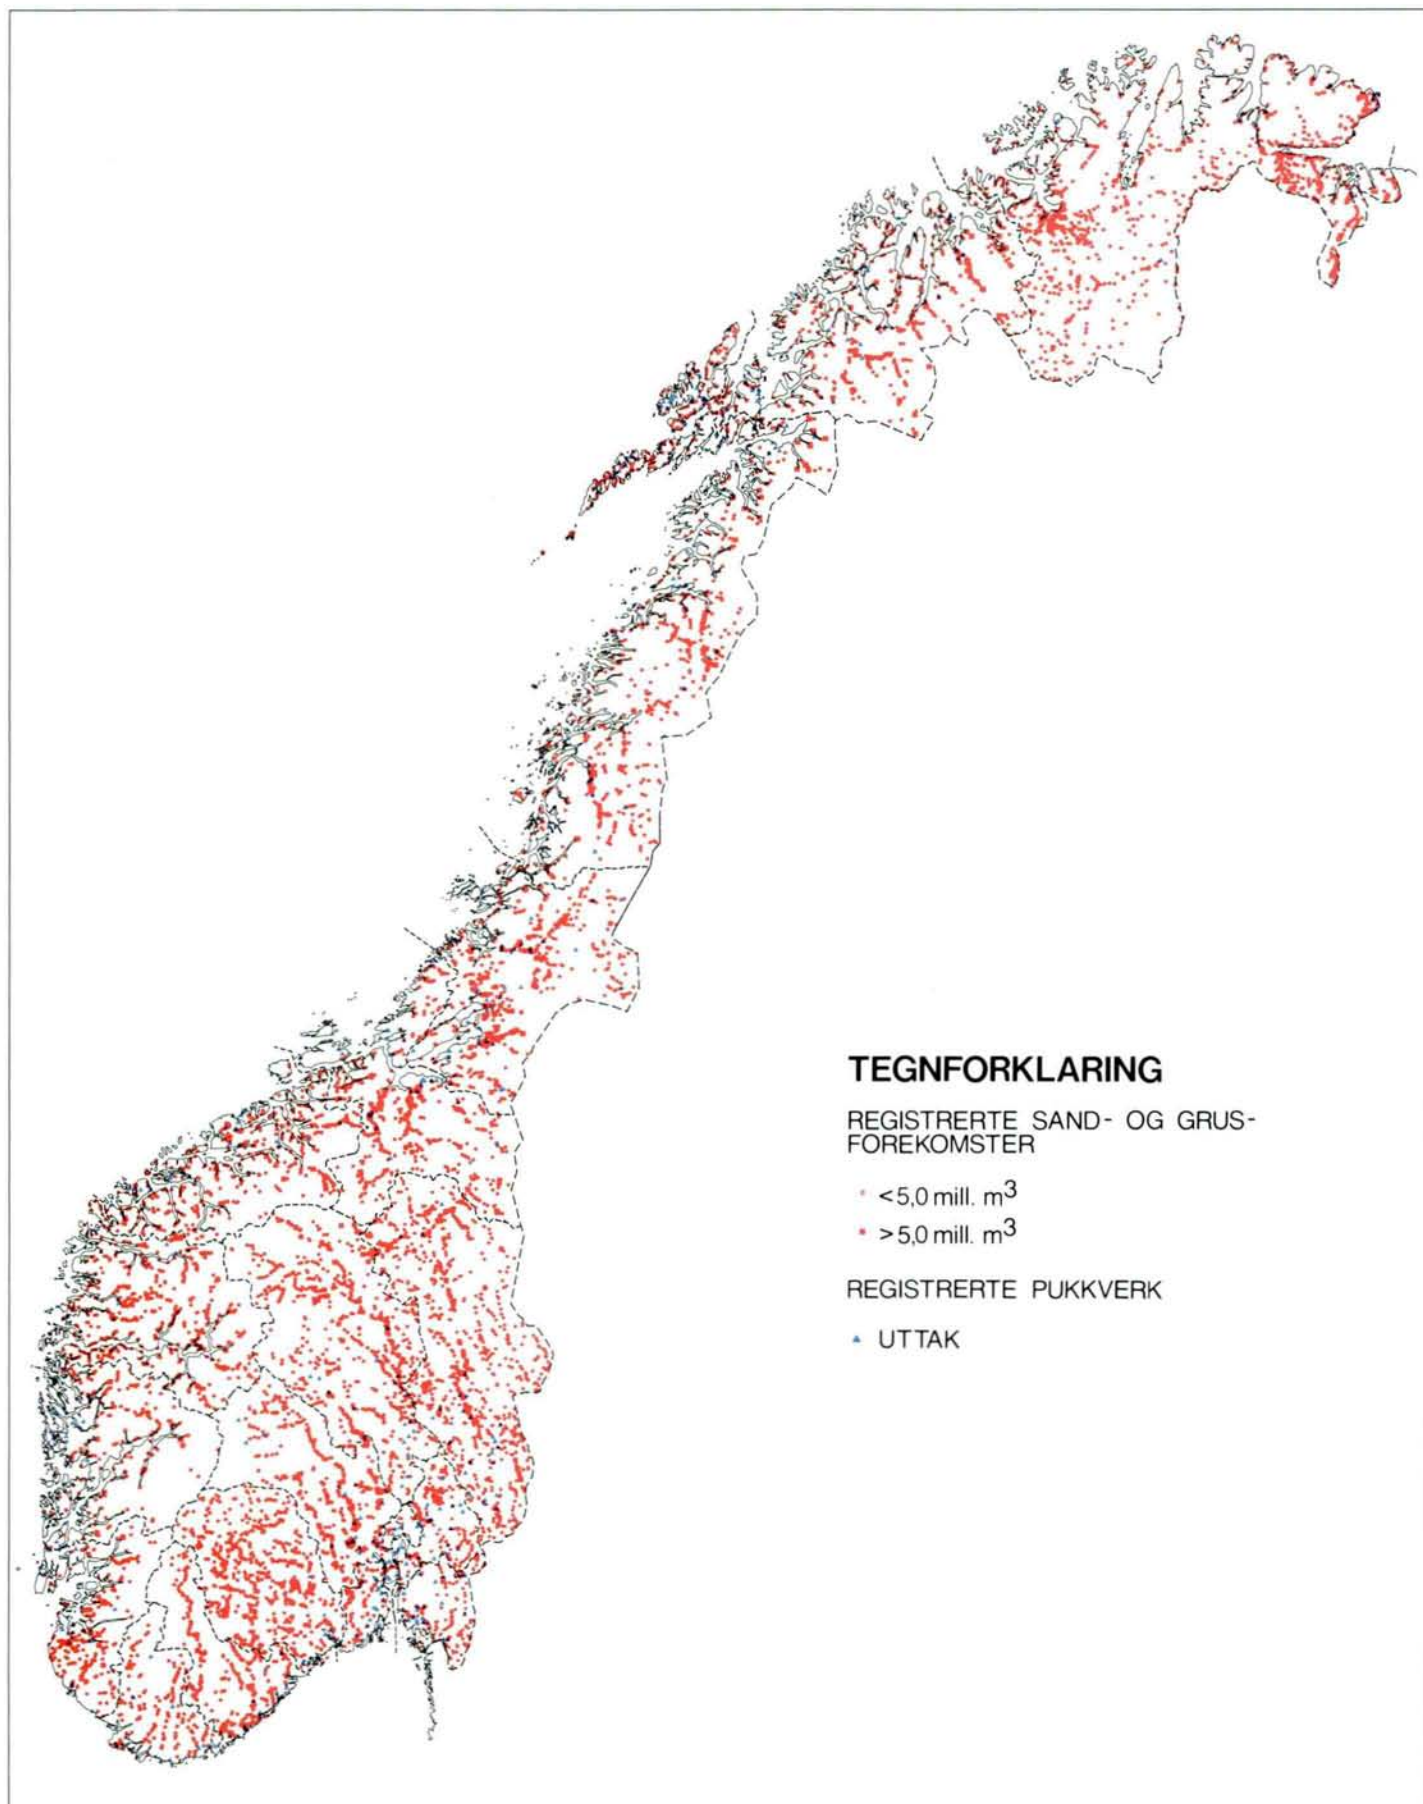 TEGNFORKLARING
REGISTRERTE SAND- OG GRUS-
FOREKOMSTER
<5,0 mill. m³
>5,0 mill. m³
REGISTRERTE PUKKVERK
UTTAK